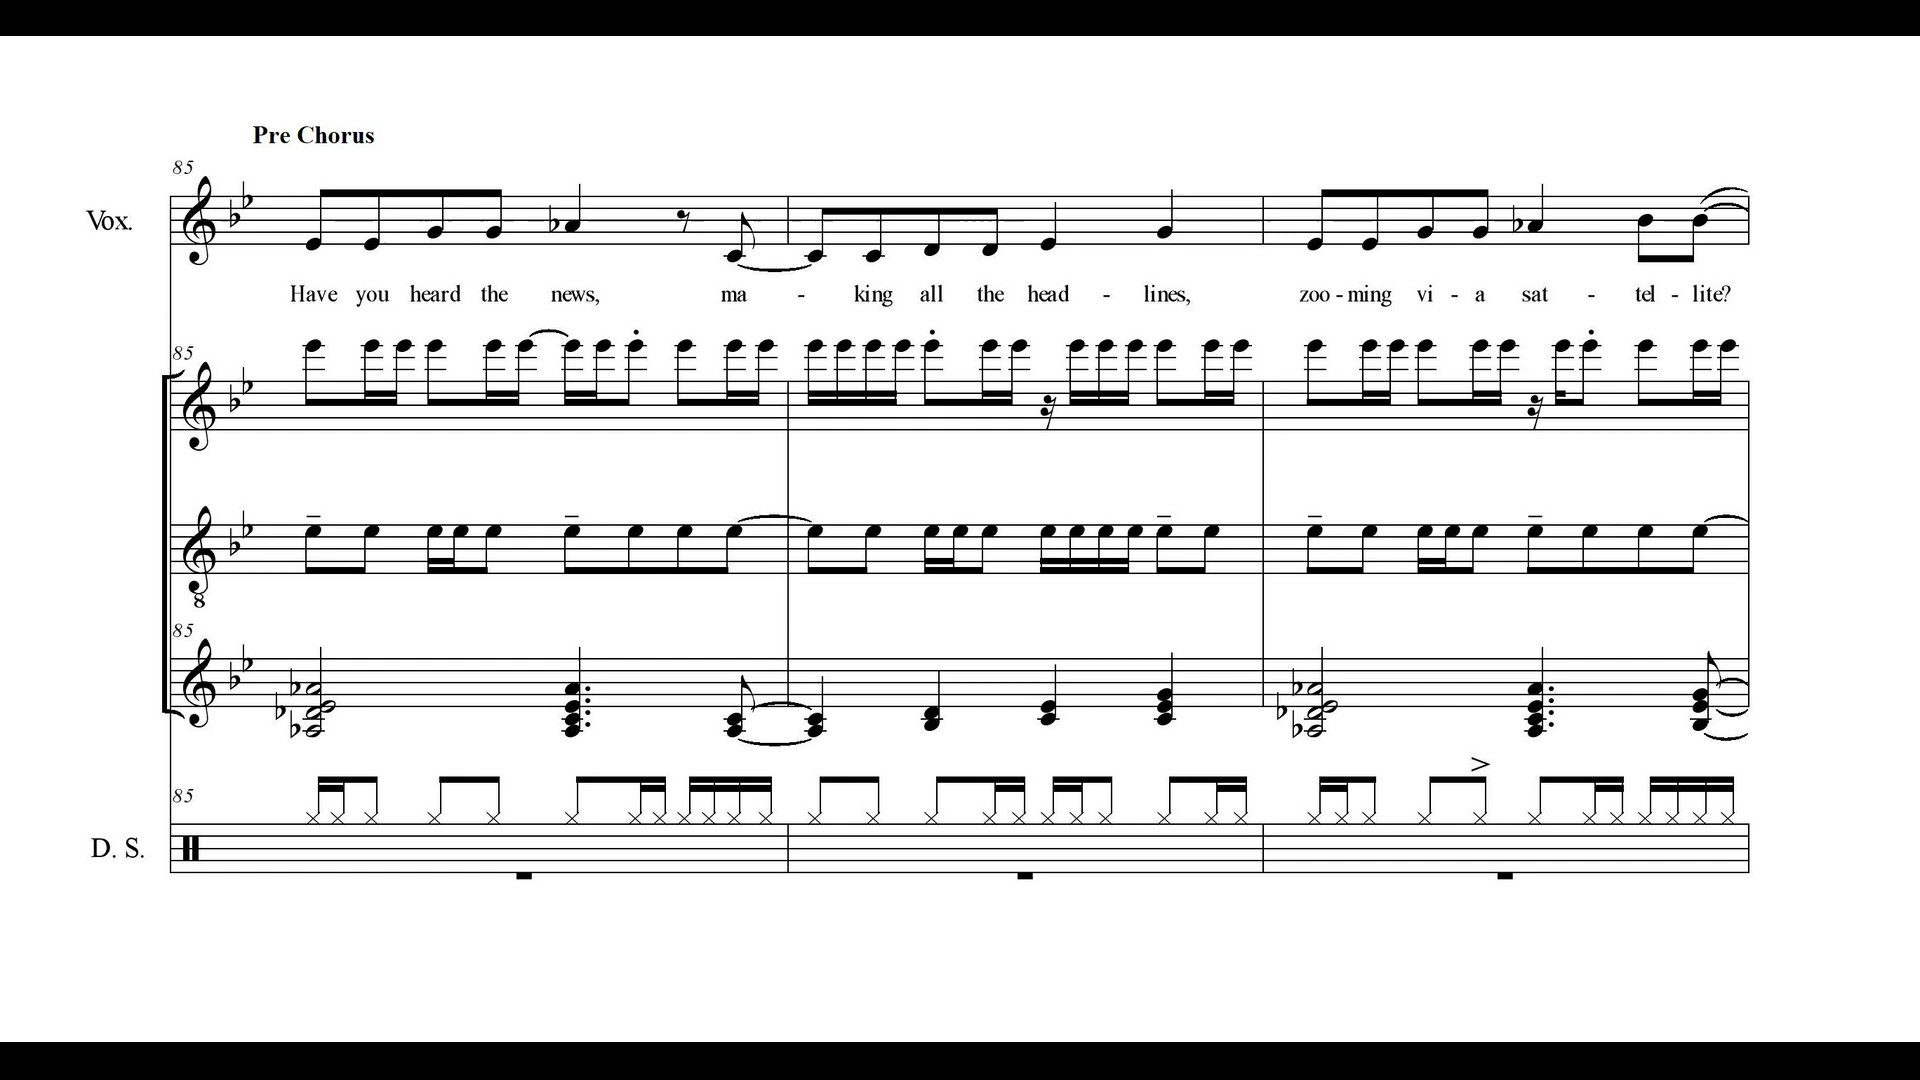 Pre Chorus
85
Vox.
Have you heard the news, ma - king all the head - lines, zoo - ming vi - a sat - tel - lite?
85
8
85
85
D. S.